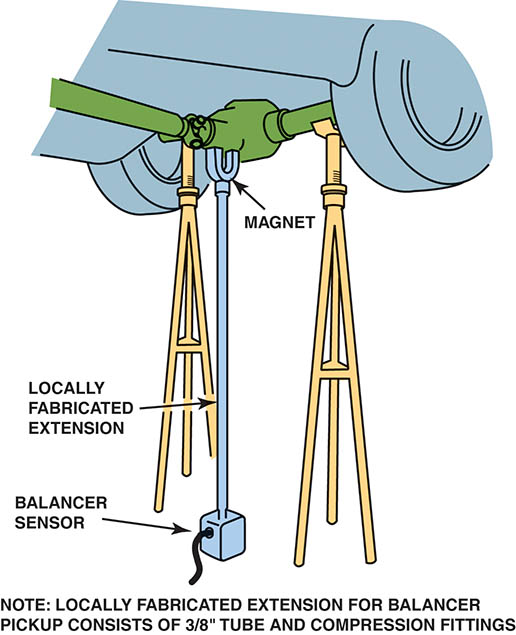 MAGNET
LOCALLY
FABRICATED
EXTENSION
BALANCER
SENSOR
NOTE: LOCALLY FABRICATED EXTENSION FOR BALANCER
PICKUP CONSISTS OF 3/8" TUBE AND COMPRESSION FITTINGS